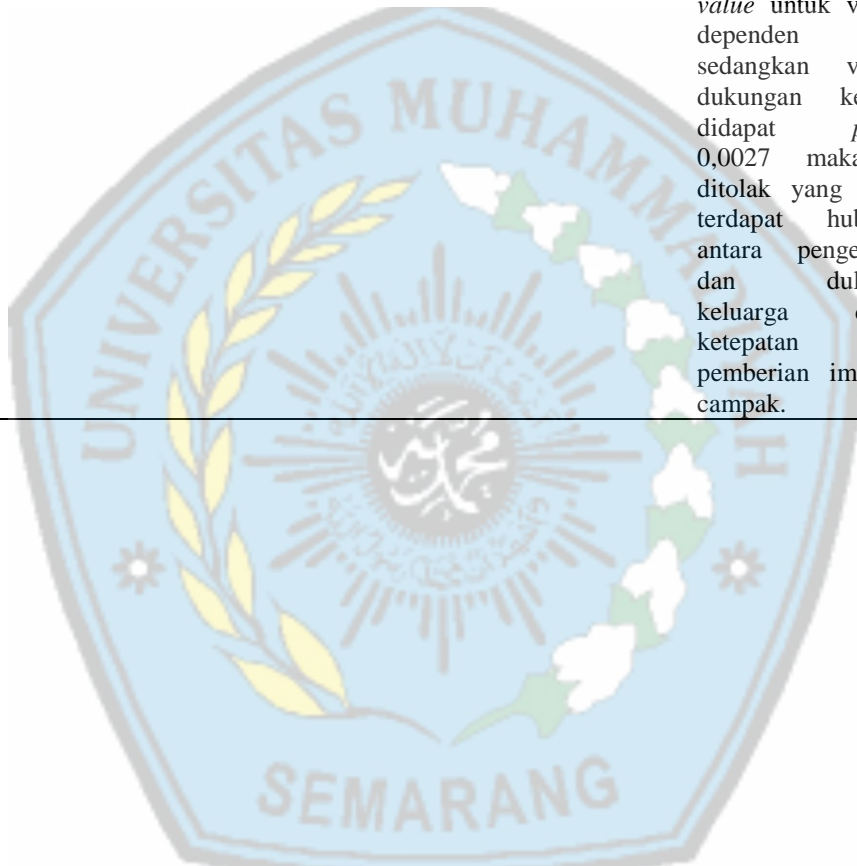 value untuk v
dependen
sedangkan v
dukungan ke
didapat
0,0027 maka
ditolak yang
terdapat hub
antara penge
dan duk
keluarga
ketepatan
pemberian im
campak.
UNIVERSITAS MUHAMMADIYAH
SEMARANG